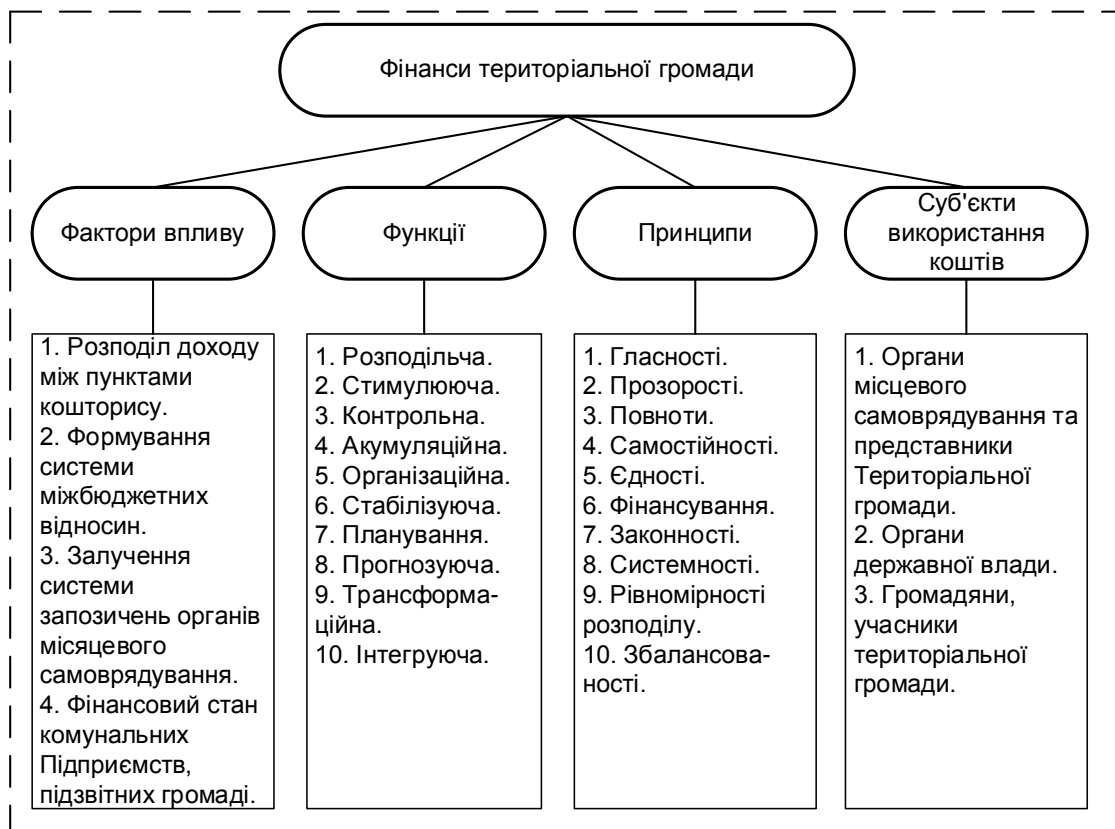 Фінанси територіальної громади
Фактори впливу
Функції
Принципи
Суб'єкти
використання
коштів
1. Розподіл доходу
між пунктами
кошторису.
2. Формування
системи
міжбюджетних
відносин.
3. Залучення
системи
запозичень органів
місяцевого
самоврядування.
4. Фінансовий стан
комунальних
Підприємств,
підзвітних громаді.
1. Розподільча.
2. Стимулююча.
3. Контрольна.
4. Акумуляційна.
5. Організаційна.
6. Стабілізуюча.
7. Планування.
8. Прогнозуюча.
9. Трансформа-
ційна.
10. Інтегруюча.
1. Гласності.
2. Прозорості.
3. Повноти.
4. Самостійності.
5. Єдності.
6. Фінансування.
7. Законності.
8. Системності.
9. Рівномірності
розподілу.
10. Збалансова-
ності.
1. Органи
місцевого
самоврядування та
представники
Територіальної
громади.
2. Органи
державної влади.
3. Громадяни,
учасники
територіальної
громади.